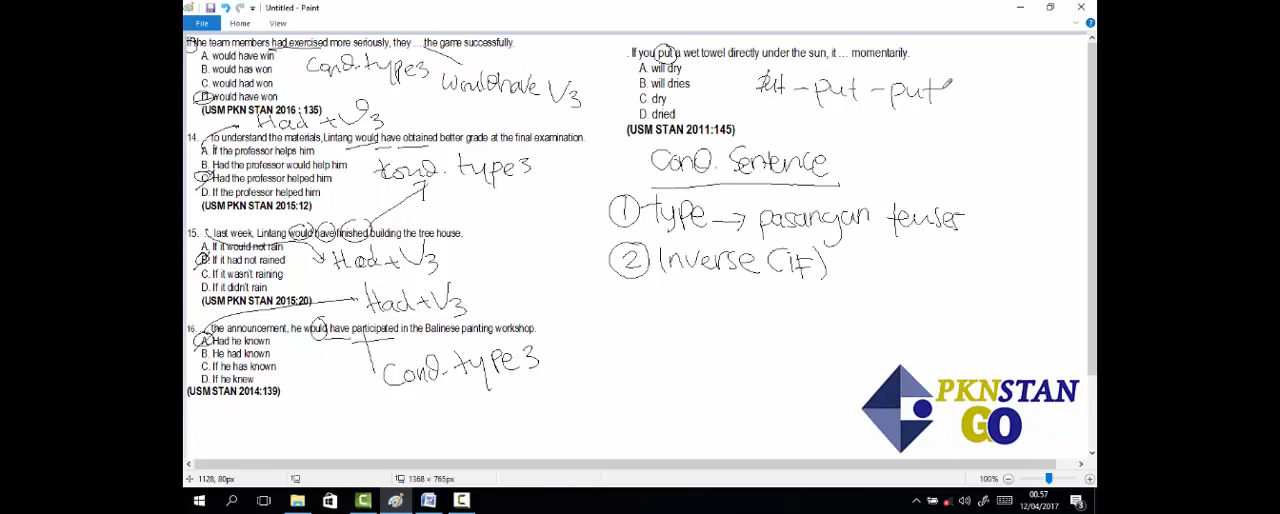 Untitled - Paint
File Home View
If the team members had exercised more seriously, they ... the game successfully.
A. would have win
B. would has won
C. would had won
D. would have won
(USM PKN STAN 2016 : 135)
Cond. type 3
Would have V3
Had + V3
14. ... to understand the materials, Lintang would have obtained better grade at the final examination.
A. If the professor helps him
B. Had the professor would help him
C. Had the professor helped him
D. If the professor helped him
(USM PKN STAN 2015:12)
Cond. type 3
15. ... last week, Lintang would have finished building the tree house.
A. If it would not rain
B. If it had not rained
C. If it wasn't raining
D. If it didn't rain
(USM PKN STAN 2015:20)
Had + V3
Had + V3
16. ... the announcement, he would have participated in the Balinese painting workshop.
A. Had he known
B. He had known
C. If he has known
D. If he knew
(USM STAN 2014:139)
Cond. type 3
. If you put a wet towel directly under the sun, it ... momentarily.
A. will dry
B. will dries
C. dry
D. dried
(USM STAN 2011:145)
Put - put - put
Cond. Sentence
1 type → pasangan tenses
2 Inverse (if)
PKNSTAN
GO
1128, 80px
1368 × 765px
100%
00.57
12/04/2017
3